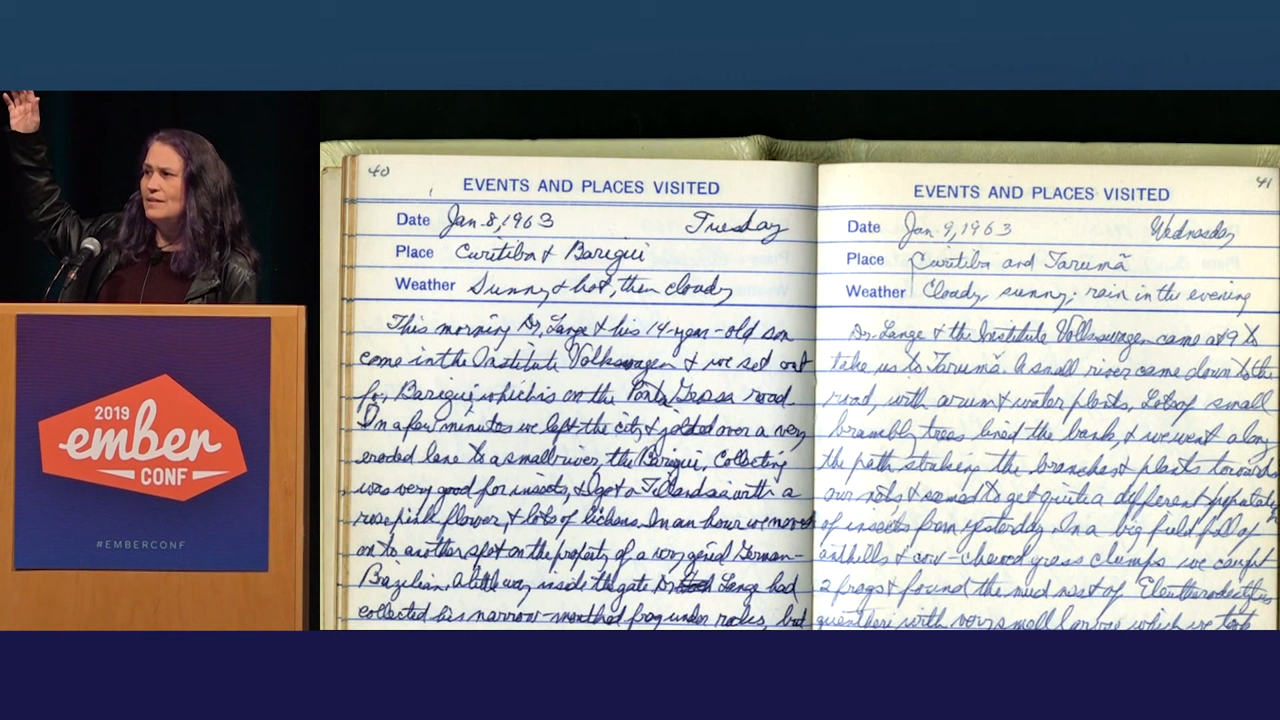 2019
ember
CONF
#EMBERCONF
40
EVENTS AND PLACES VISITED
Date Jan. 8, 1963 Tuesday
Place Curitiba & Barigui
Weather Sunny & hot, then cloudy
This morning Dr. Lange & his 14-year-old son
come in the Institute Volkswagen & we set out
for Barigui which is on the Ponta Grossa road.
In a few minutes we left the city & jolted over a very
eroded lane to a small river, the Barigui. Collecting
was very good for insects, & I got a Tillandsia with a
rose pink flower & lots of lichens. In an hour we moved
on to another spot on the property of a very genial German-
Brazilian. A little way inside the gate Dr. Lange had
collected his narrow-mouthed frog under rocks, but
41
EVENTS AND PLACES VISITED
Date Jan. 9, 1963 Wednesday
Place Curitiba and Tarumã
Weather Cloudy, sunny; rain in the evening
Dr. Lange & the Institute Volkswagen came at 9 to
take us to Tarumã. A small river came down to the
road, with arum & water plants. Lots of small
brambly trees lined the bank, & we went along
the path, shaking the branches & plants toward
our nets & seemed to get quite a different population
of insects from yesterday. In a big field full of
anthills & cow-chewed grass clumps we caught
2 frogs & found the mud nest of Eleutherodactylus
guentheri with very small larvae which we took